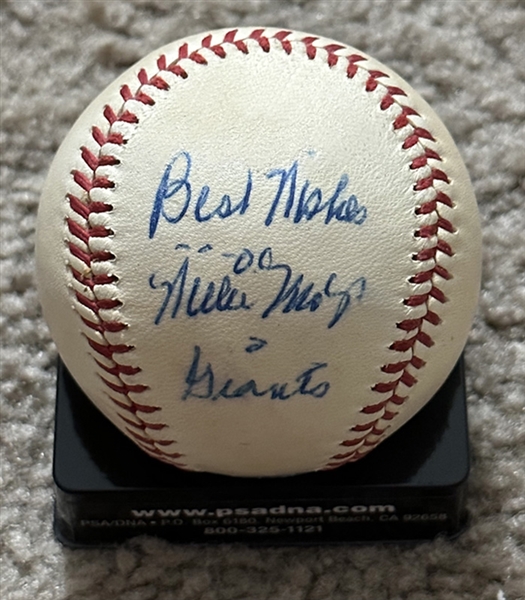 Best Wishes
Willie Mays
Giants
www.psadna.com
PSA/DNA • P.O. Box 6180, Newport Beach, CA 92658
800-325-1121